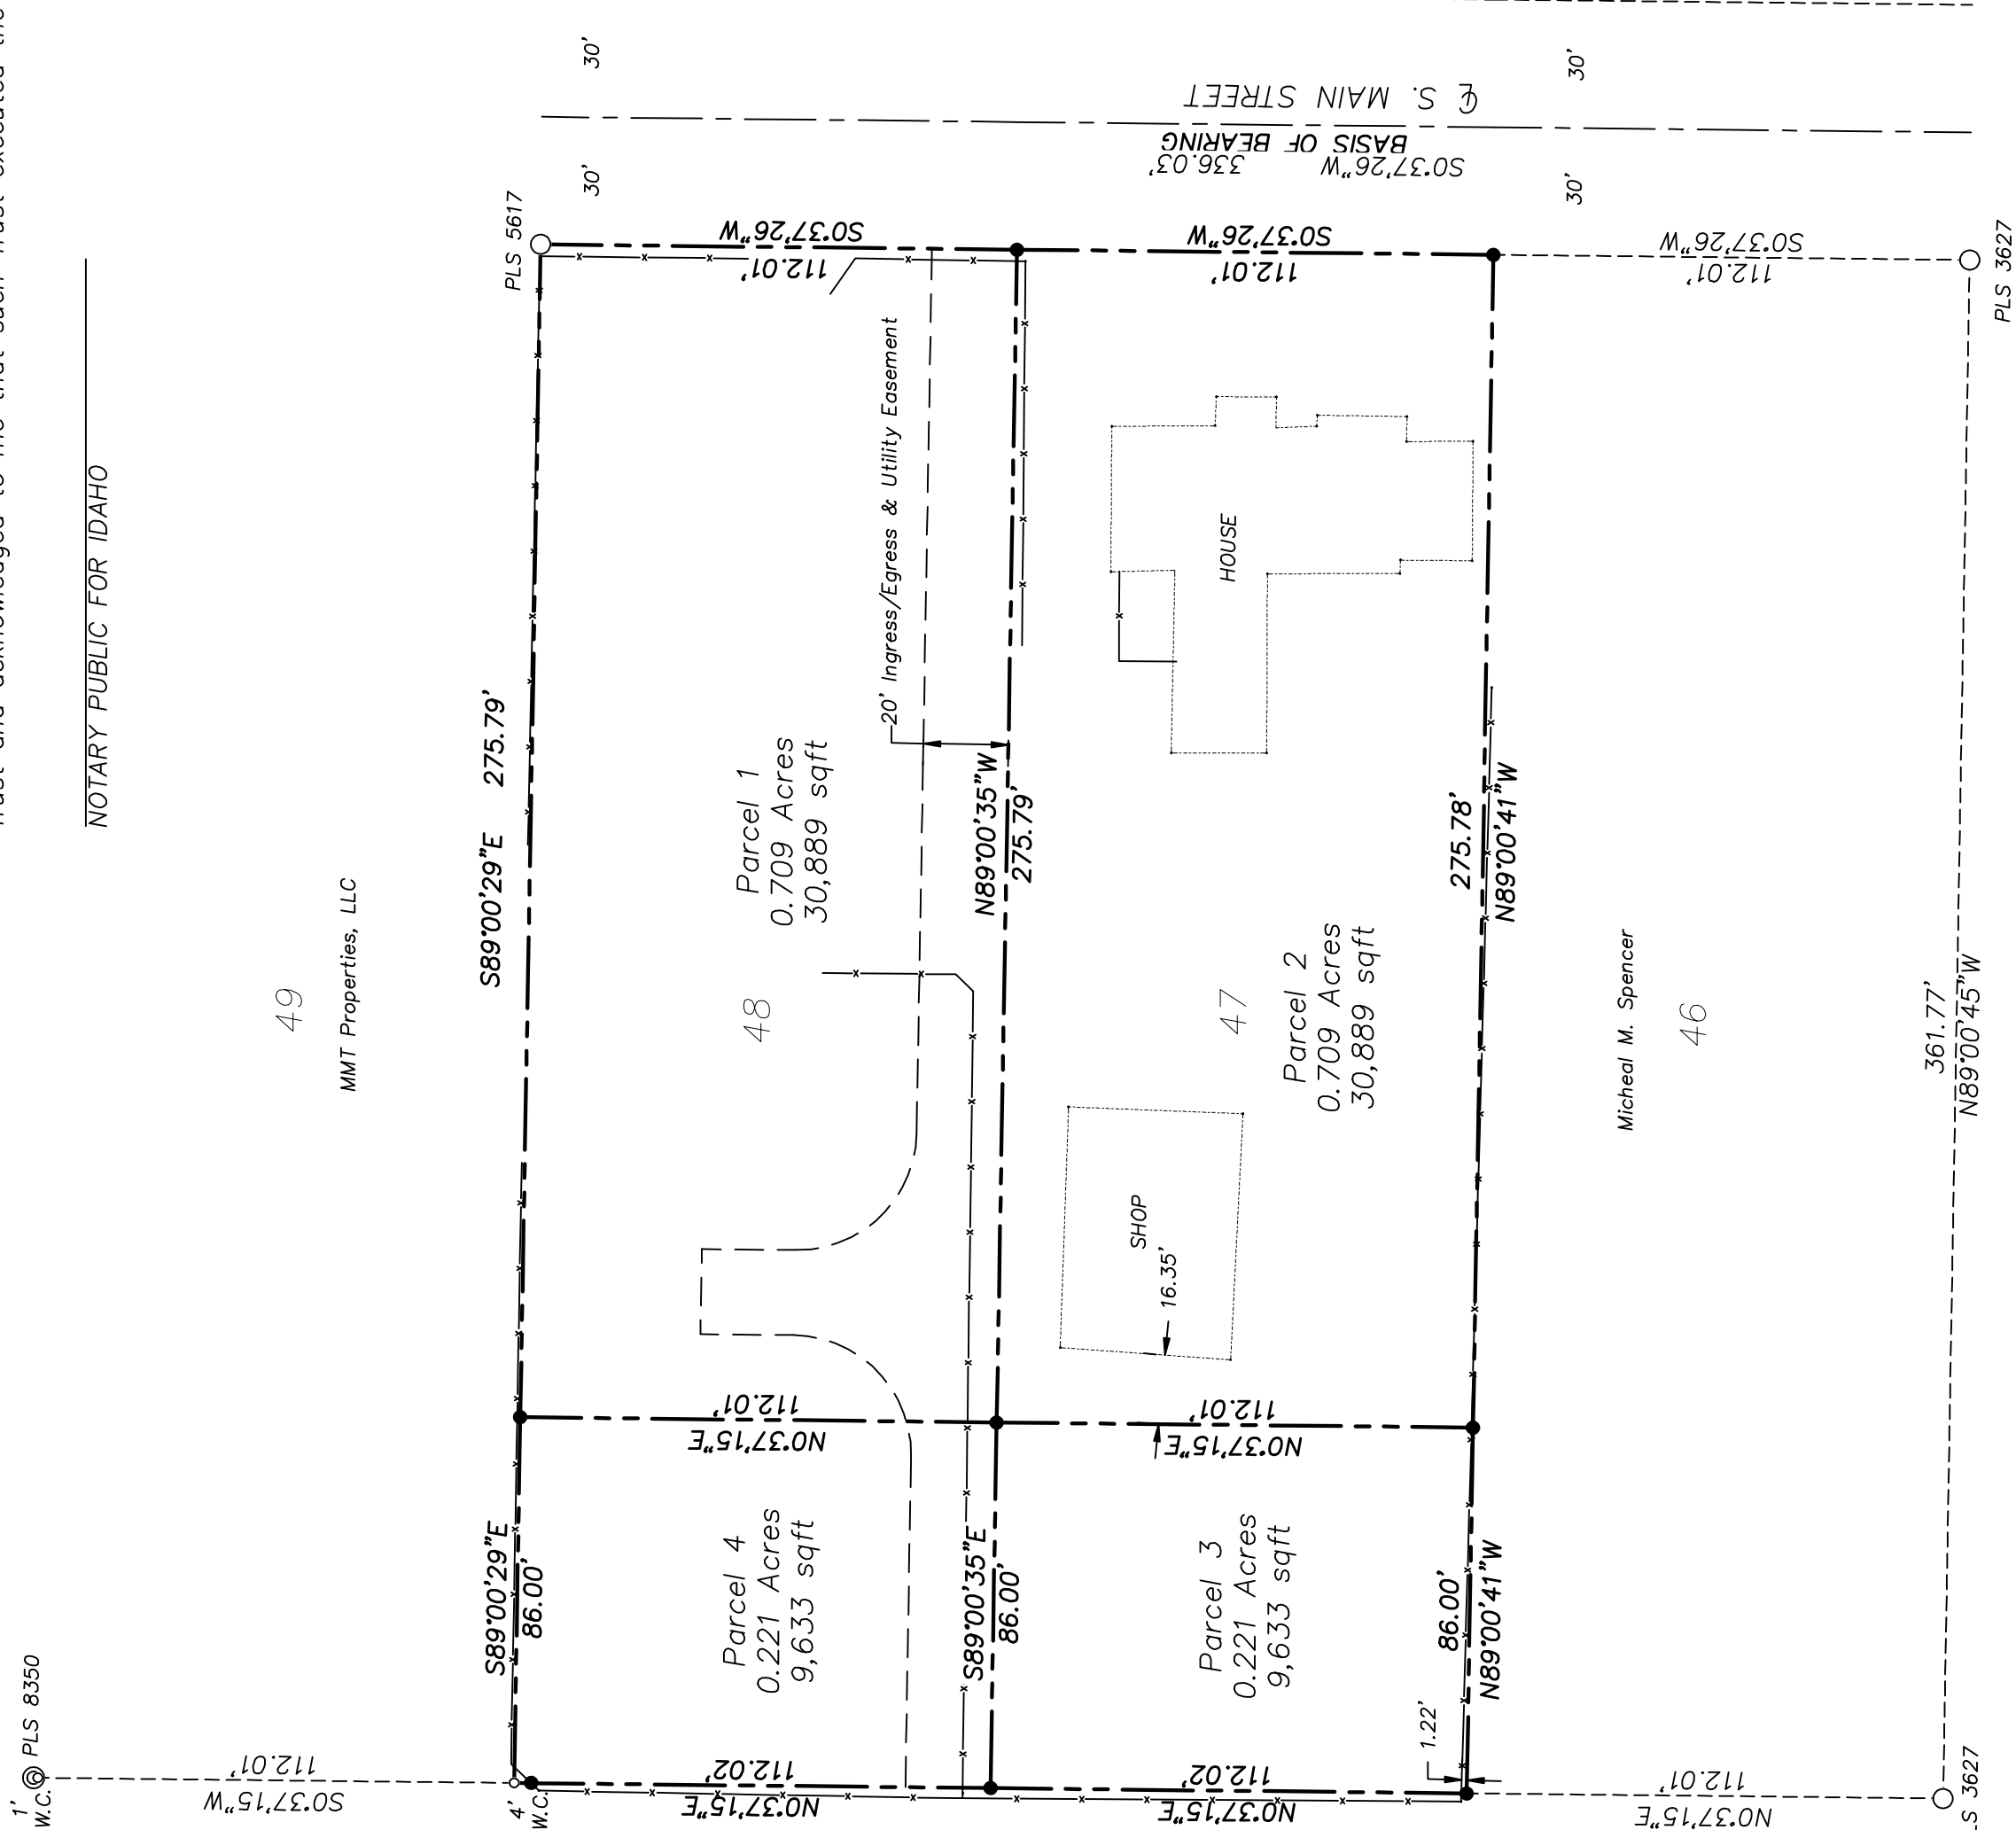 NOTARY PUBLIC FOR IDAHO
49
MMT Properties, LLC
1'
W.C.
PLS 8350
S0°37'15"W
112.01'
4'
W.C.
S89°00'29"E
86.00'
S89°00'29"E 275.79'
PLS 5617
30'
30'
S0°37'26"W
112.01'
20' Ingress/Egress & Utility Easement
Parcel 1
0.709 Acres
30,889 sqft
48
112.01'
N0°37'15"E
Parcel 4
0.221 Acres
9,633 sqft
112.02'
N0°37'15"E
S89°00'35"E
86.00'
N89°00'35"W
275.79'
℄ S. MAIN STREET
BASIS OF BEARING
S0°37'26"W 336.03'
S0°37'26"W
112.01'
HOUSE
47
Parcel 2
0.709 Acres
30,889 sqft
SHOP
16.35'
112.01'
N0°37'15"E
Parcel 3
0.221 Acres
9,633 sqft
112.02'
N0°37'15"E
1.22'
86.00'
N89°00'41"W
275.78'
N89°00'41"W
30'
30'
S0°37'26"W
112.01'
Micheal M. Spencer
46
112.01'
N0°37'15"E
361.77'
N89°00'45"W
PLS 3627
S 3627